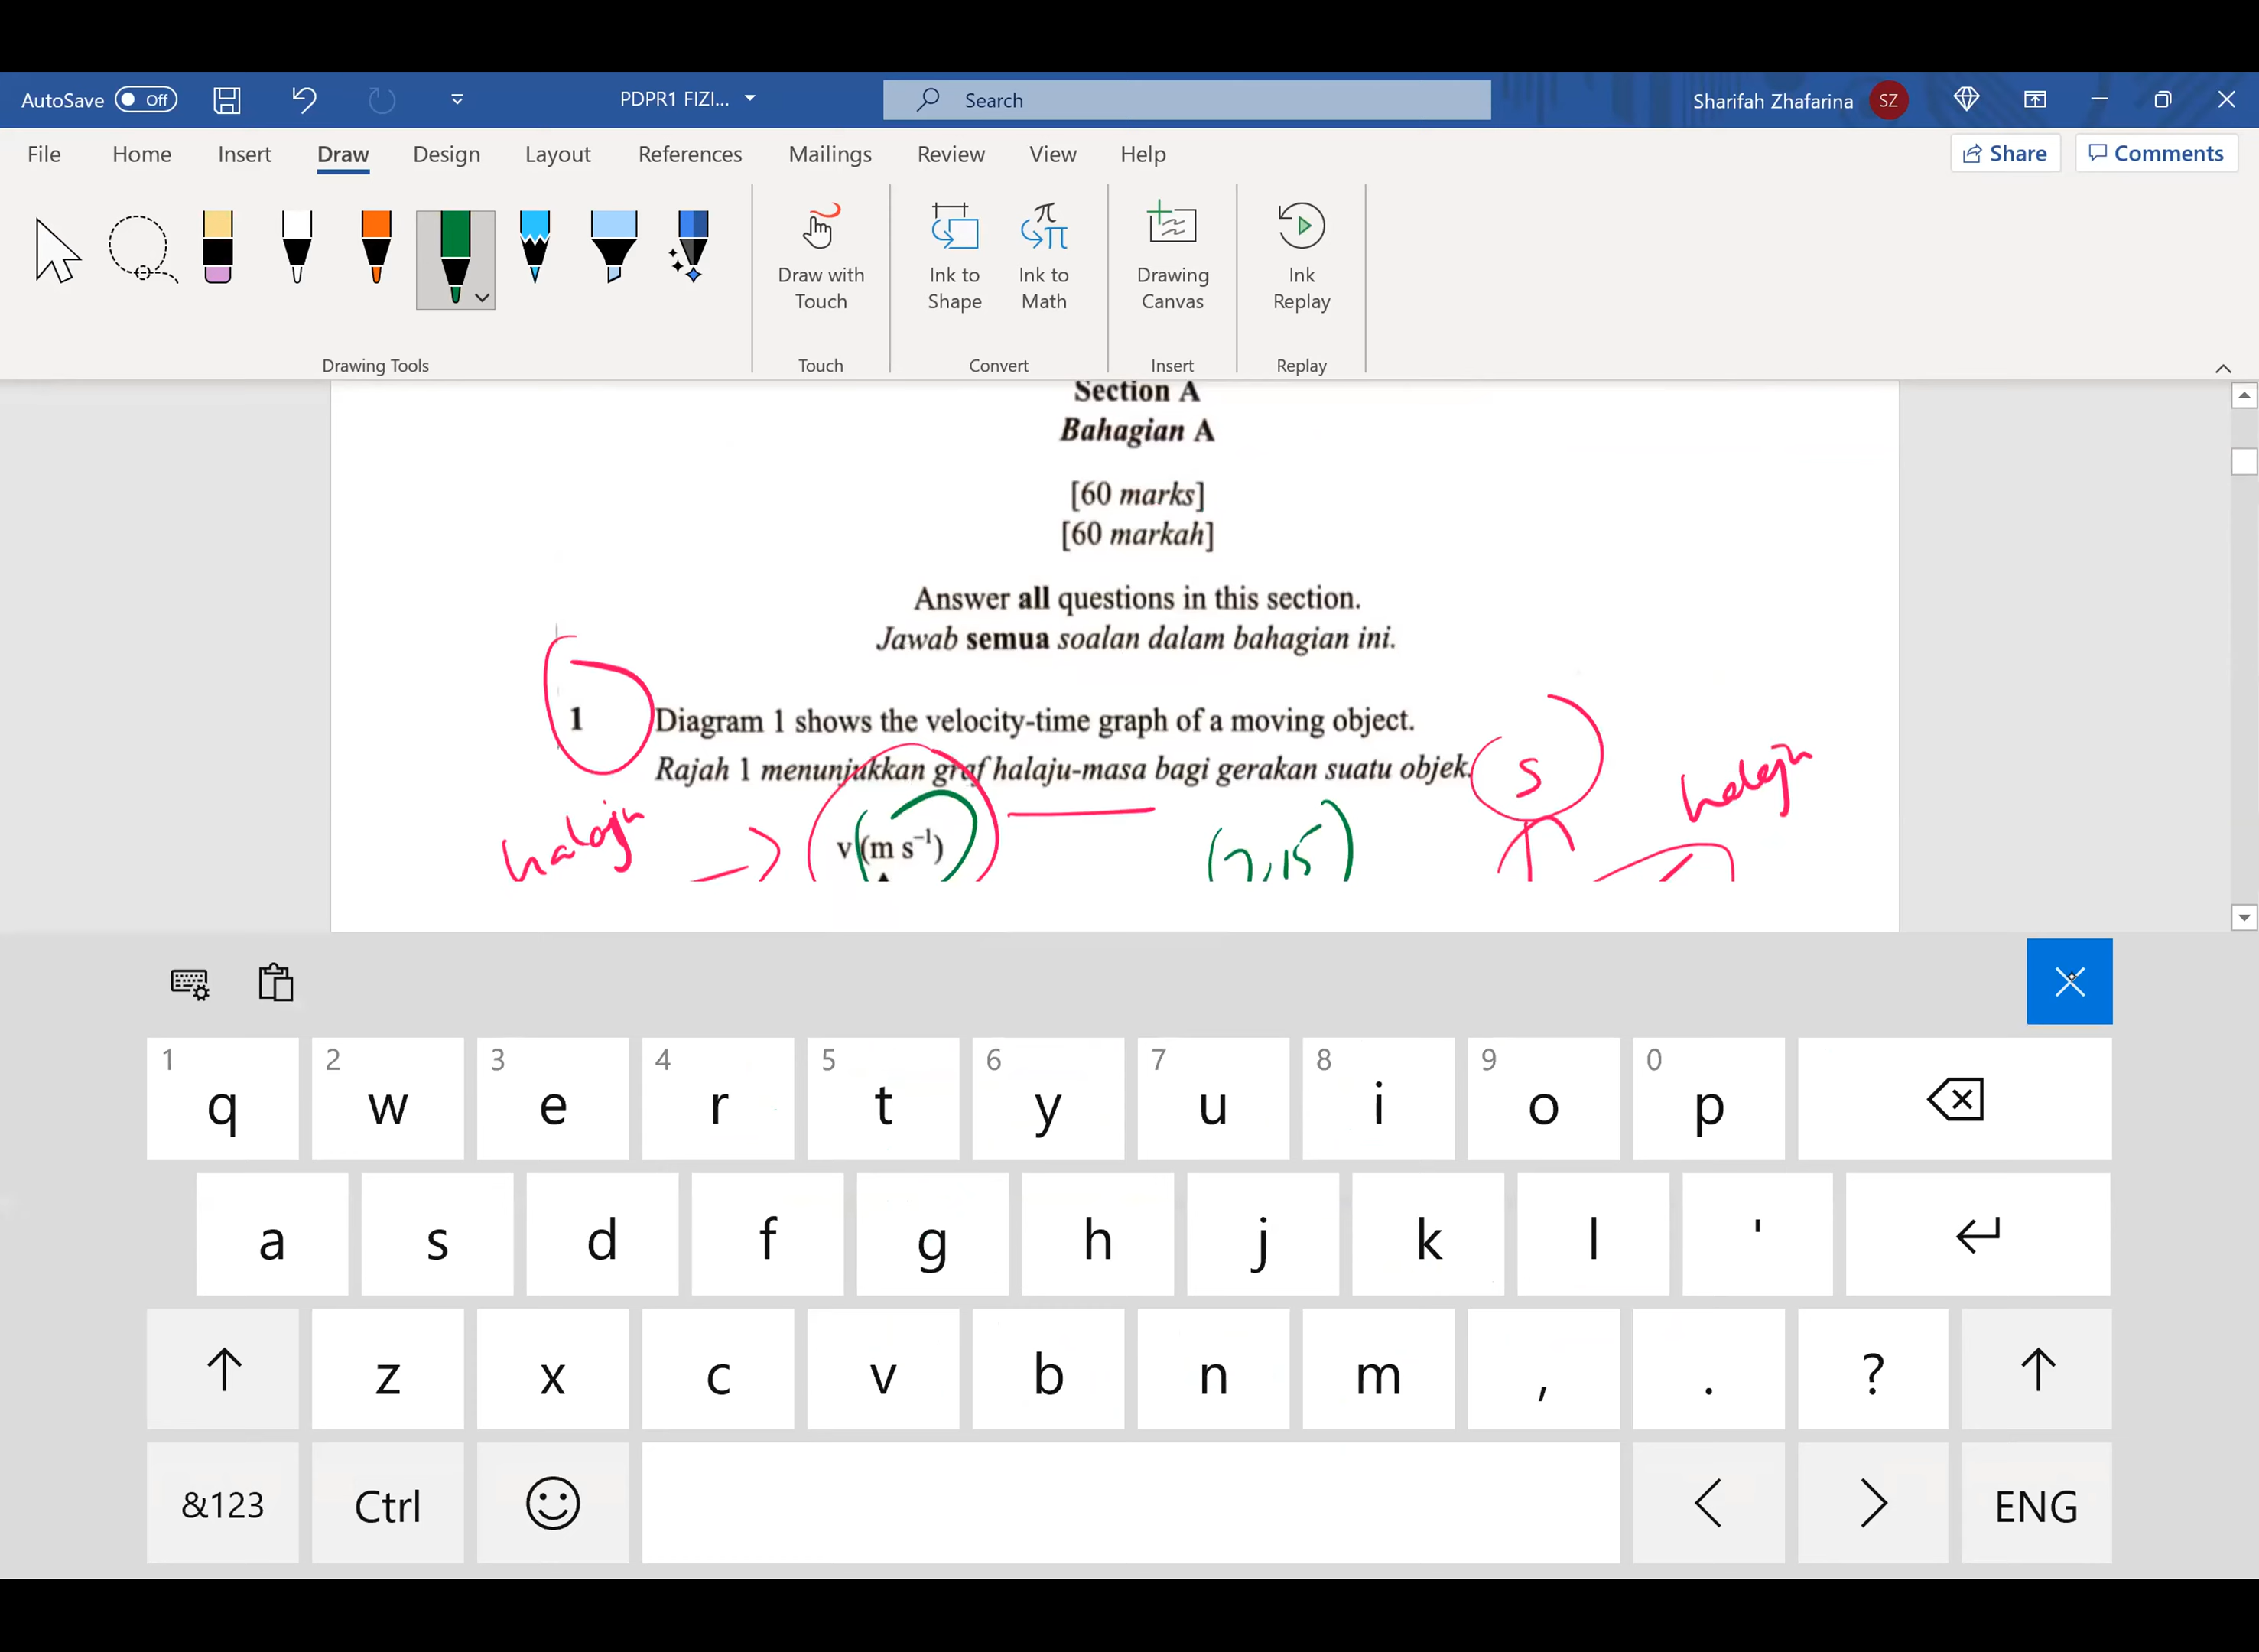 AutoSave Off PDPR1 FIZI... Search Sharifah Zhafarina SZ
File Home Insert Draw Design Layout References Mailings Review View Help Share Comments
Draw with Touch
Ink to Shape
Ink to Math
Drawing Canvas
Ink Replay
Drawing Tools Touch Convert Insert Replay
Section A
Bahagian A
[60 marks]
[60 markah]
Answer all questions in this section.
Jawab semua soalan dalam bahagian ini.
1 Diagram 1 shows the velocity-time graph of a moving object.
Rajah 1 menunjukkan graf halaju-masa bagi gerakan suatu objek.
s
halaju
halaju
v (m s⁻¹)
(7,15)
1 q 2 w 3 e 4 r 5 t 6 y 7 u 8 i 9 o 0 p
a s d f g h j k l '
z x c v b n m , . ?
&123 Ctrl ENG